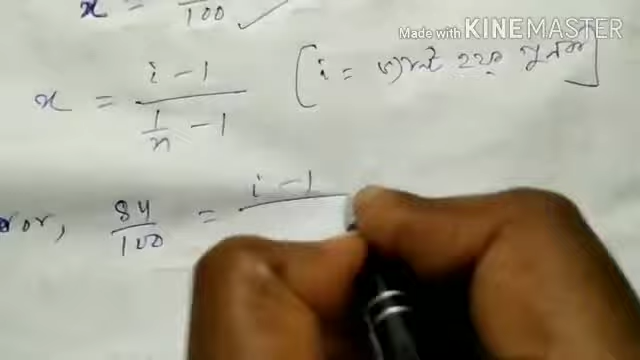 Made with KINEMASTER
x = /100
x = i - 1 / 1/n - 1 [i =
or, 84/100 = i - 1